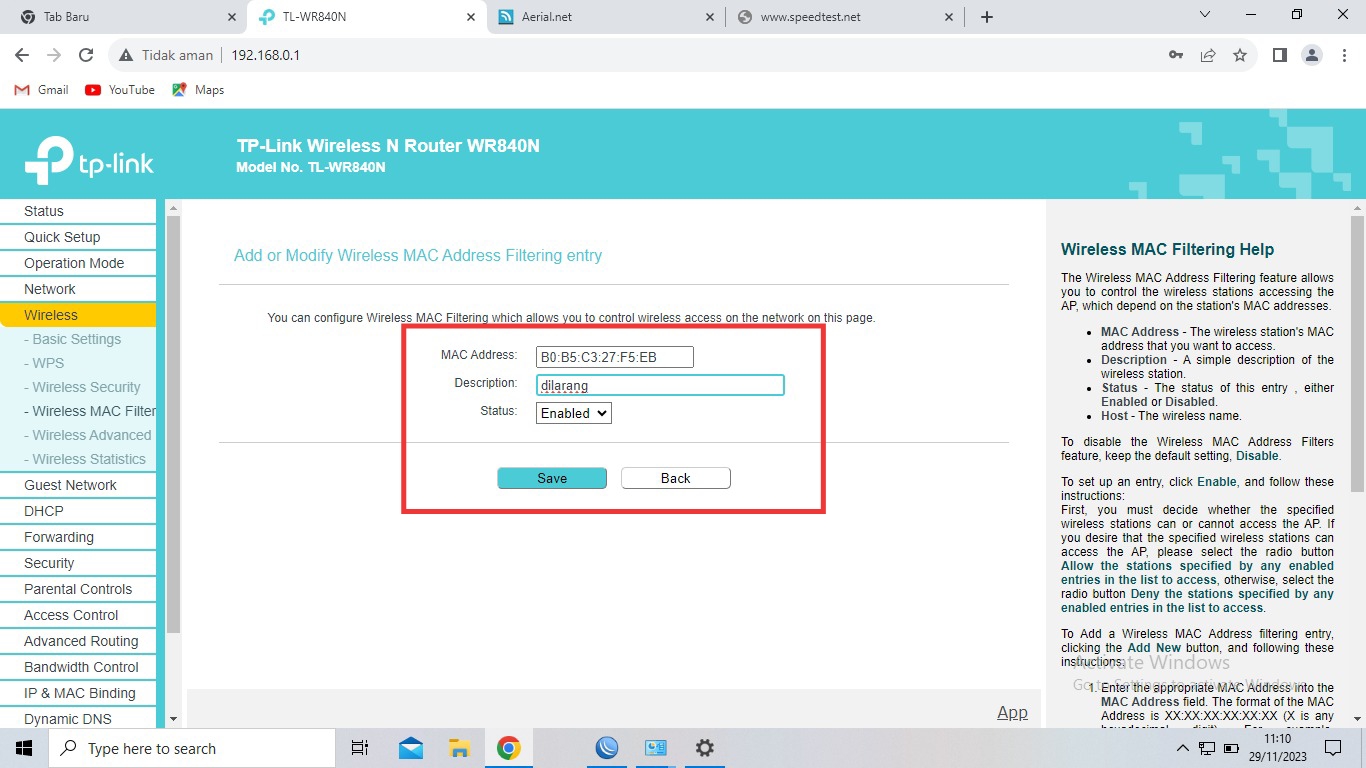 Tab Baru
TL-WR840N
Aerial.net
www.speedtest.net
Tidak aman
192.168.0.1
Gmail
YouTube
Maps
tp-link
TP-Link Wireless N Router WR840N
Model No. TL-WR840N
Status
Quick Setup
Operation Mode
Network
Wireless
- Basic Settings
- WPS
- Wireless Security
- Wireless MAC Filter
- Wireless Advanced
- Wireless Statistics
Guest Network
DHCP
Forwarding
Security
Parental Controls
Access Control
Advanced Routing
Bandwidth Control
IP & MAC Binding
Dynamic DNS
Add or Modify Wireless MAC Address Filtering entry
You can configure Wireless MAC Filtering which allows you to control wireless access on the network on this page.
MAC Address: B0:B5:C3:27:F5:EB
Description: dilarang
Status: Enabled
Save
Back
App
Wireless MAC Filtering Help
The Wireless MAC Address Filtering feature allows
you to control the wireless stations accessing the
AP, which depend on the station's MAC addresses.
• MAC Address - The wireless station's MAC
address that you want to access.
• Description - A simple description of the
wireless station.
• Status - The status of this entry , either
Enabled or Disabled.
• Host - The wireless name.
To disable the Wireless MAC Address Filters
feature, keep the default setting, Disable.
To set up an entry, click Enable, and follow these
instructions:
First, you must decide whether the specified
wireless stations can or cannot access the AP. If
you desire that the specified wireless stations can
access the AP, please select the radio button
Allow the stations specified by any enabled
entries in the list to access, otherwise, select the
radio button Deny the stations specified by any
enabled entries in the list to access.
To Add a Wireless MAC Address filtering entry,
clicking the Add New button, and following these
instructions:
1. Enter the appropriate MAC Address into the
MAC Address field. The format of the MAC
Address is XX:XX:XX:XX:XX:XX (X is any
Activate Windows
Go to Settings to activate Windows.
Type here to search
11:10
29/11/2023